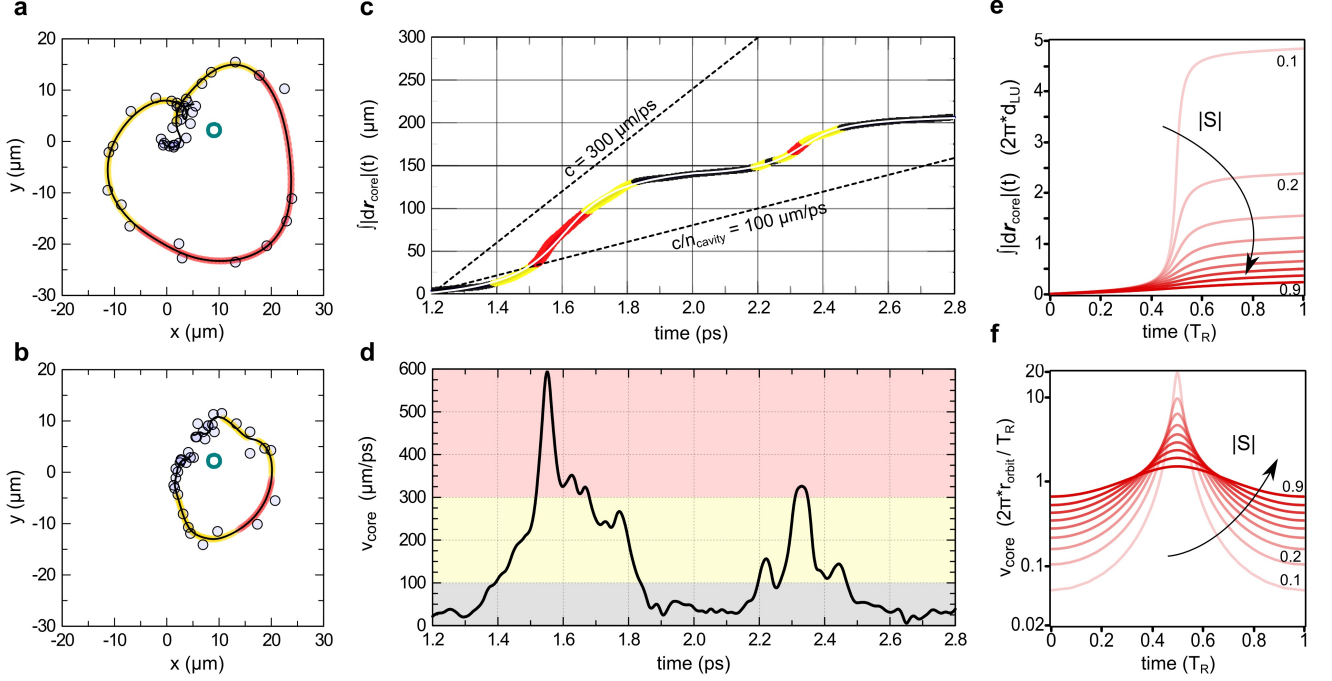 a
20
10
0
-10
-20
-30
y (μm)
-20 -10 0 10 20 30
x (μm)
b
20
10
0
-10
-20
-30
y (μm)
-20 -10 0 10 20 30
x (μm)
c
300
250
200
150
100
50
0
∫|dr_core|(t) (μm)
c = 300 μm/ps
c/n_cavity = 100 μm/ps
1.2 1.4 1.6 1.8 2.0 2.2 2.4 2.6 2.8
time (ps)
d
600
500
400
300
200
100
0
v_core (μm/ps)
1.2 1.4 1.6 1.8 2.0 2.2 2.4 2.6 2.8
time (ps)
e
5
4
3
2
1
0
∫|dr_core|(t) (2π*d_LU)
0.1
|S|
0.2
0.9
0 0.2 0.4 0.6 0.8 1
time (T_R)
f
20
10
1
0.1
0.02
v_core (2π*r_orbit / T_R)
|S|
0.9
0.2
0.1
0 0.2 0.4 0.6 0.8 1
time (T_R)